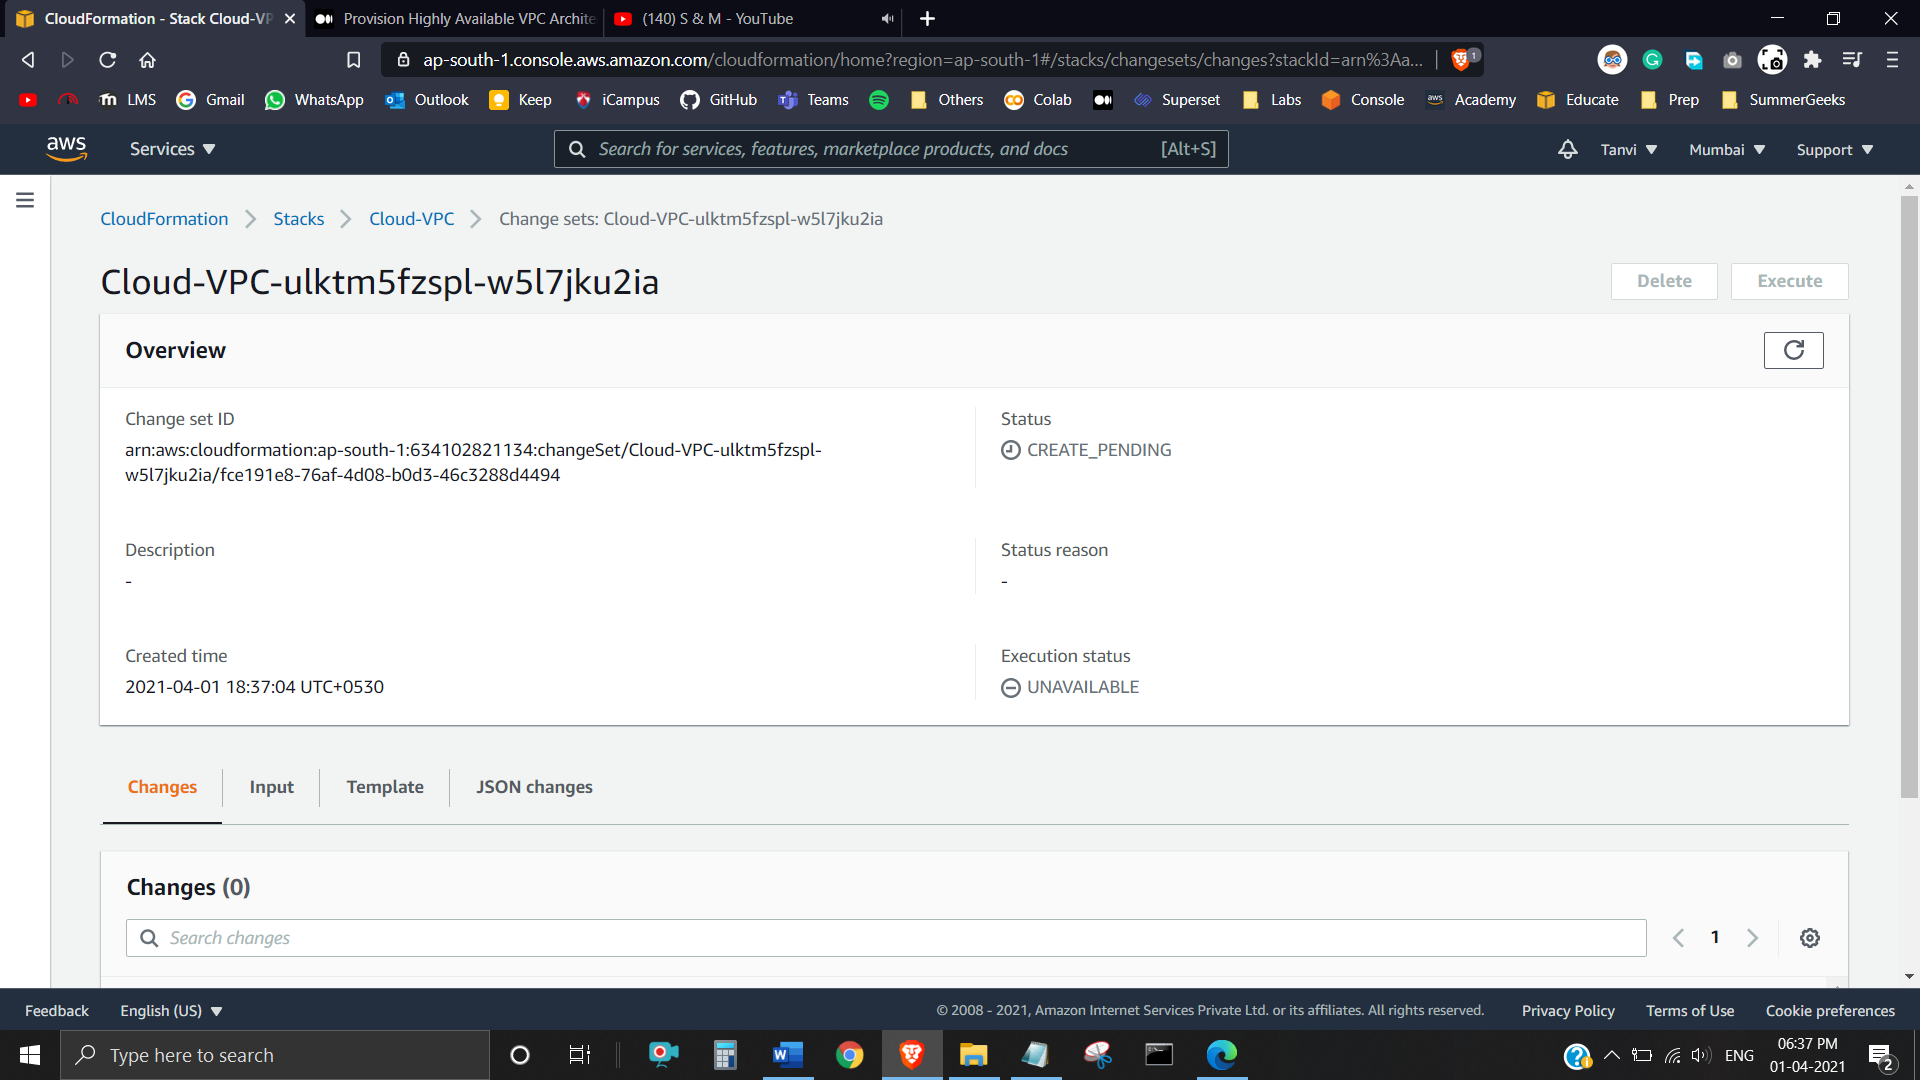 CloudFormation - Stack Cloud-VP
Provision Highly Available VPC Archite
(140) S & M - YouTube
ap-south-1.console.aws.amazon.com/cloudformation/home?region=ap-south-1#/stacks/changesets/changes?stackId=arn%3Aa...
1
LMS
Gmail
WhatsApp
Outlook
Keep
iCampus
GitHub
Teams
Others
Colab
Superset
Labs
Console
aws
Academy
Educate
Prep
SummerGeeks
aws
Services
Search for services, features, marketplace products, and docs
[Alt+S]
Tanvi
Mumbai
Support
CloudFormation
Stacks
Cloud-VPC
Change sets: Cloud-VPC-ulktm5fzspl-w5l7jku2ia
Cloud-VPC-ulktm5fzspl-w5l7jku2ia
Delete
Execute
Overview
Change set ID
arn:aws:cloudformation:ap-south-1:634102821134:changeSet/Cloud-VPC-ulktm5fzspl-
w5l7jku2ia/fce191e8-76af-4d08-b0d3-46c3288d4494
Status
CREATE_PENDING
Description
-
Status reason
-
Created time
2021-04-01 18:37:04 UTC+0530
Execution status
UNAVAILABLE
Changes
Input
Template
JSON changes
Changes (0)
Search changes
1
Feedback
English (US)
© 2008 - 2021, Amazon Internet Services Private Ltd. or its affiliates. All rights reserved.
Privacy Policy
Terms of Use
Cookie preferences
Type here to search
ENG
06:37 PM
01-04-2021
2